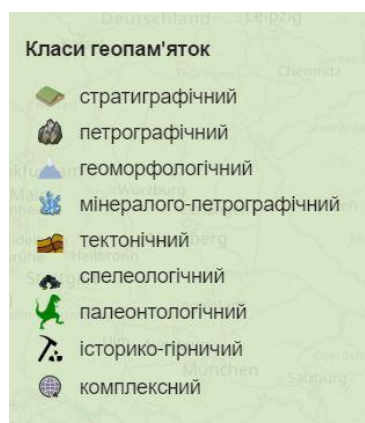 Deutschland
Leipzig
Класи геопам'яток
Chemnitz
стратиграфічний
петрографічний
геоморфологічний
Würzburg
мінералого-петрографічний
тектонічний
Heilbronn
спелеологічний
палеонтологічний
історико-гірничий
München
Salzburg
комплексний